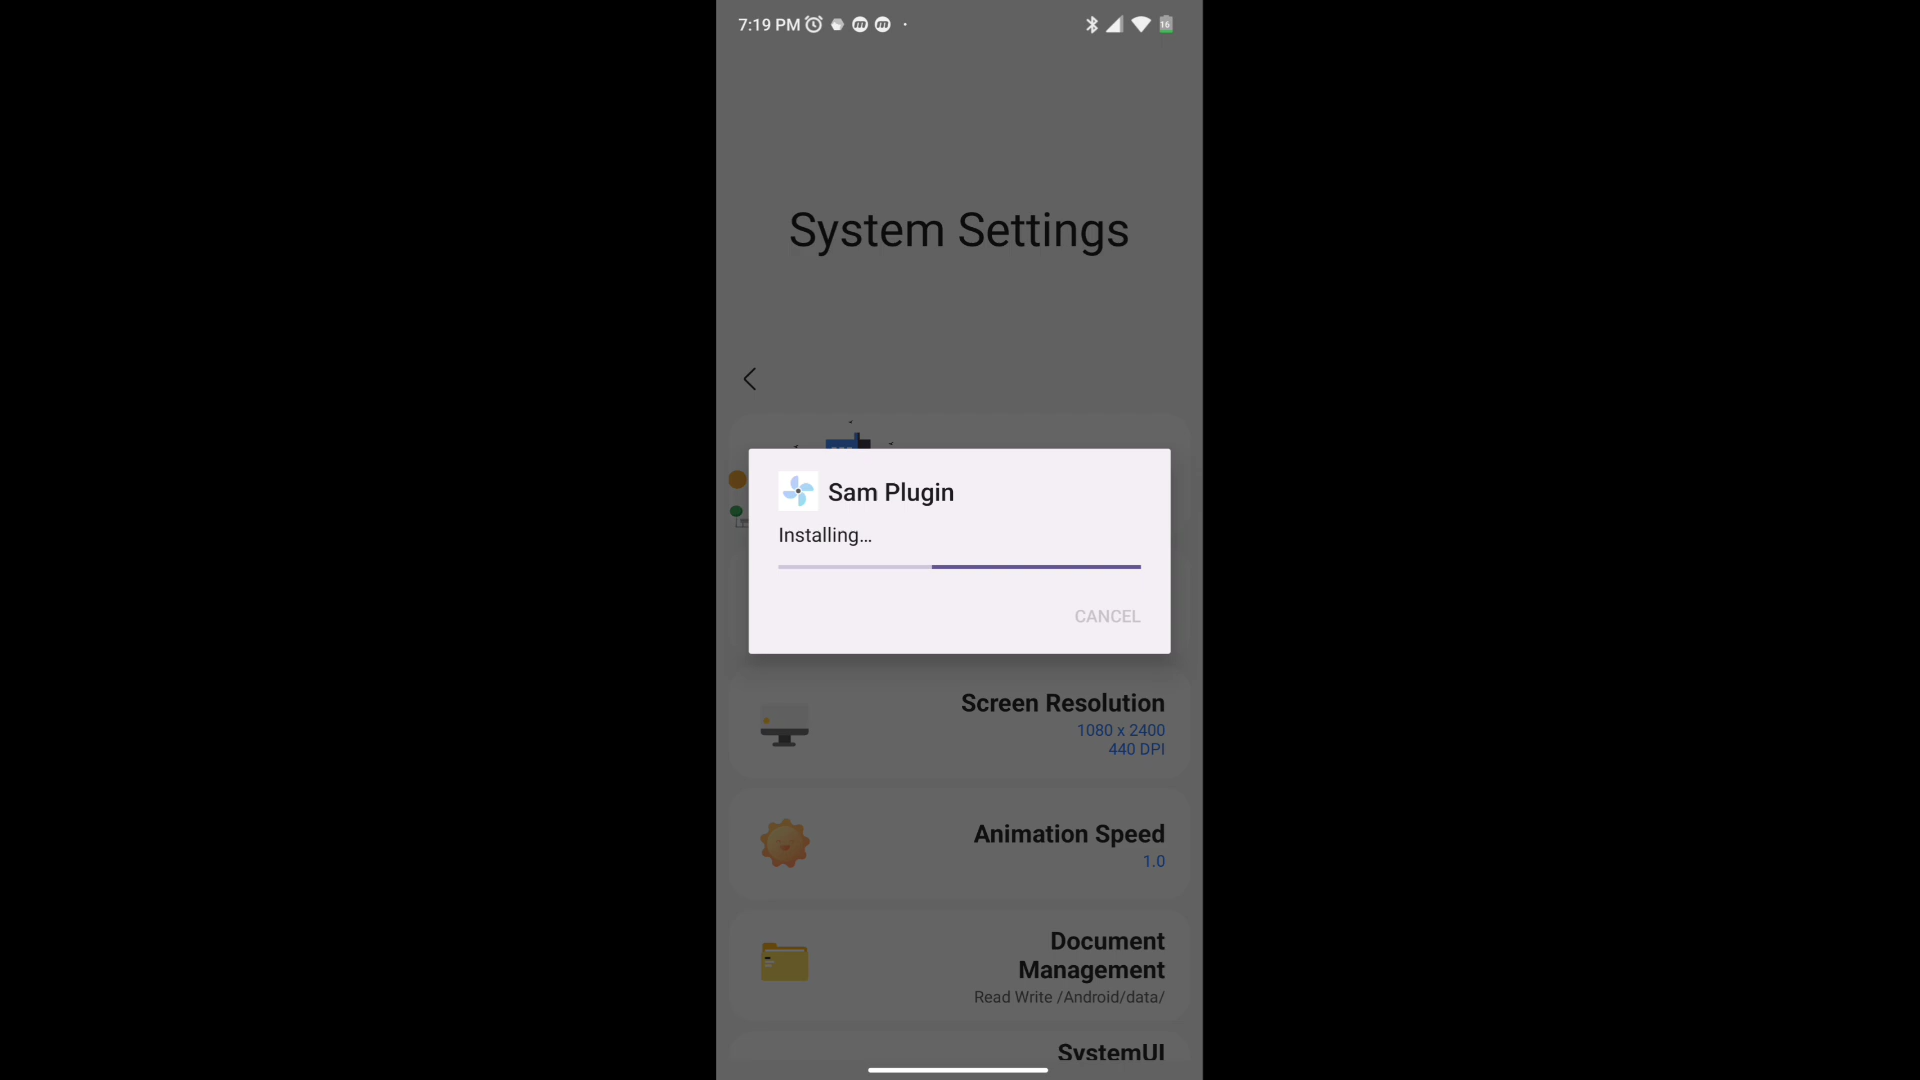 7:19 PM
16
System Settings
Sam Plugin
Installing…
CANCEL
Screen Resolution
1080 x 2400
440 DPI
Animation Speed
1.0
Document
Management
Read Write /Android/data/
SystemUI